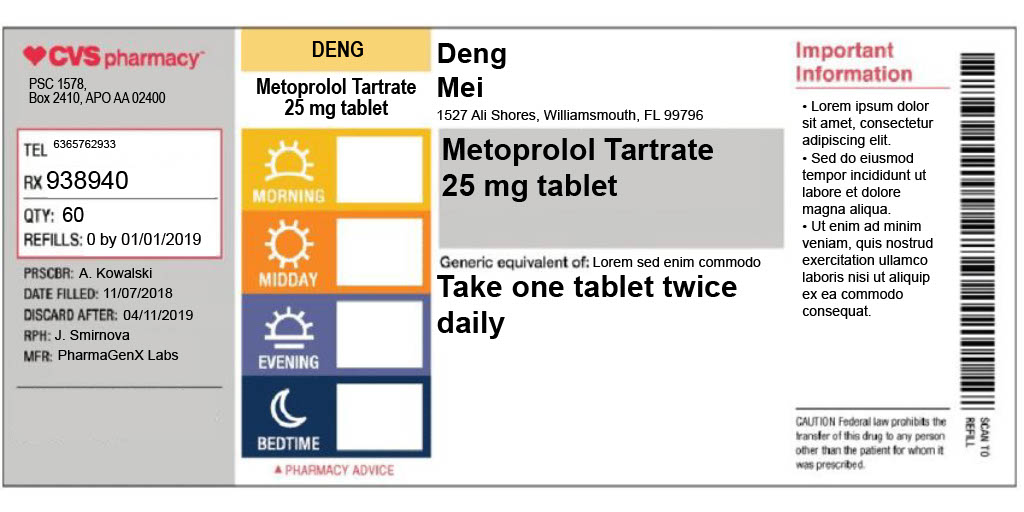 CVS pharmacy
PSC 1578,
Box 2410, APO AA 02400
TEL 6365762933
RX 938940
QTY: 60
REFILLS: 0 by 01/01/2019
PRSCBR: A. Kowalski
DATE FILLED: 11/07/2018
DISCARD AFTER: 04/11/2019
RPH: J. Smirnova
MFR: PharmaGenX Labs
DENG
Metoprolol Tartrate
25 mg tablet
MORNING
MIDDAY
EVENING
BEDTIME
▲ PHARMACY ADVICE
Deng
Mei
1527 Ali Shores, Williamsmouth, FL 99796
Metoprolol Tartrate
25 mg tablet
Generic equivalent of: Lorem sed enim commodo
Take one tablet twice
daily
Important
Information
• Lorem ipsum dolor
sit amet, consectetur
adipiscing elit.
• Sed do eiusmod
tempor incididunt ut
labore et dolore
magna aliqua.
• Ut enim ad minim
veniam, quis nostrud
exercitation ullamco
laboris nisi ut aliquip
ex ea commodo
consequat.
CAUTION Federal law prohibits the
transfer of this drug to any person
other than the patient for whom it
was prescribed.
SCAN TO
REFILL